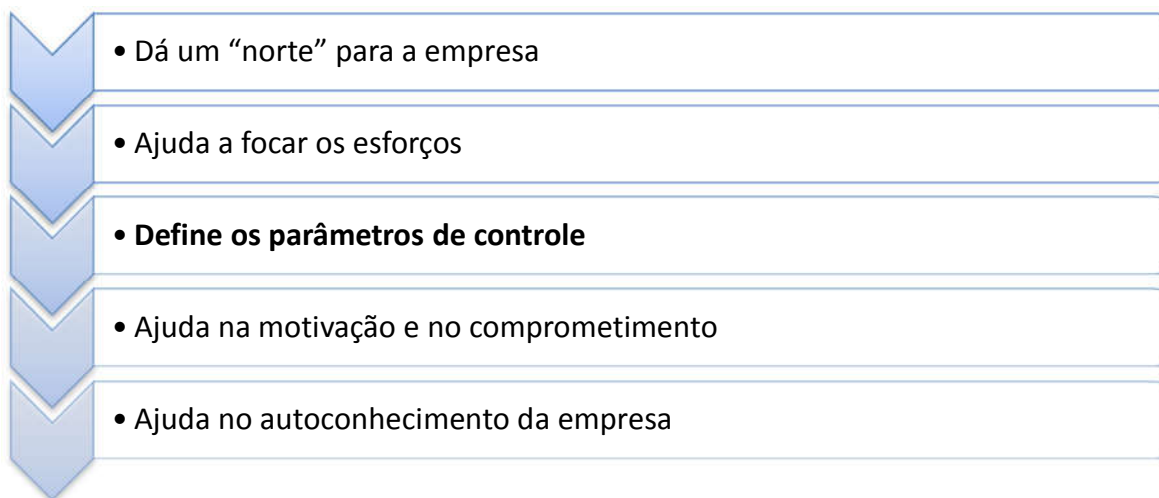 • Dá um “norte” para a empresa
• Ajuda a focar os esforços
• Define os parâmetros de controle
• Ajuda na motivação e no comprometimento
• Ajuda no autoconhecimento da empresa